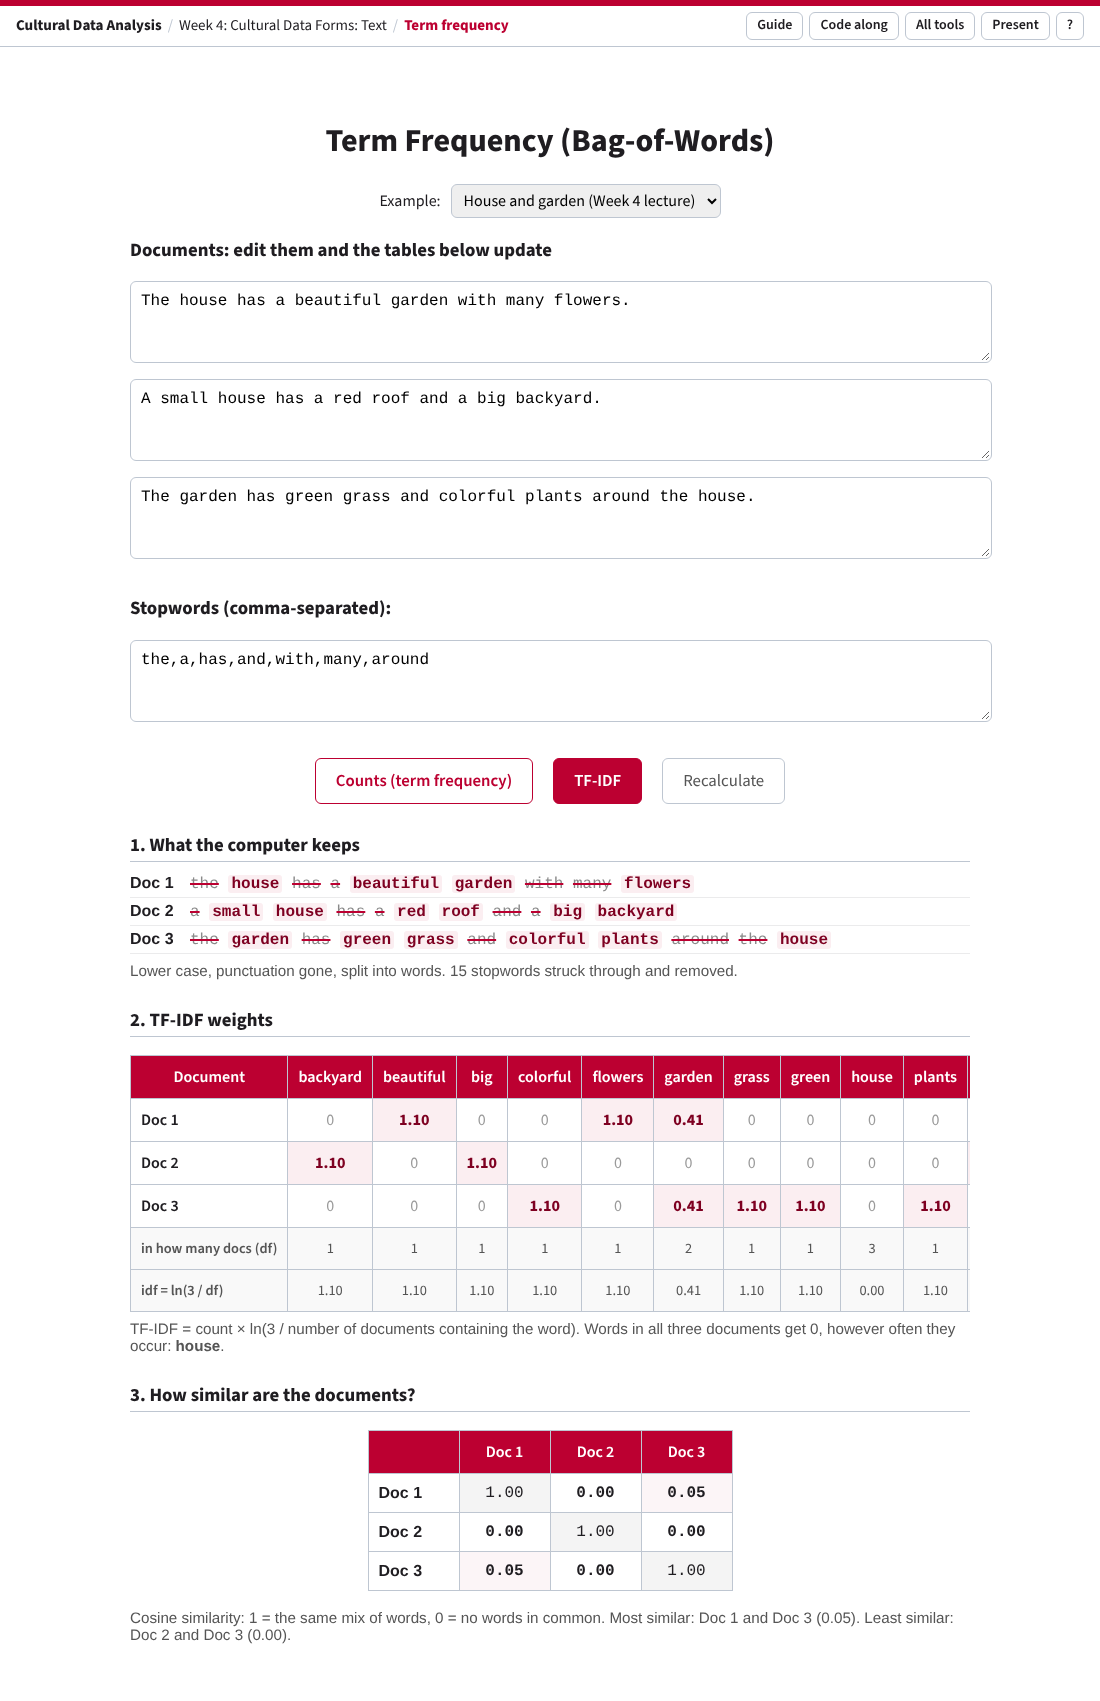 Cultural Data Analysis / Week 4: Cultural Data Forms: Text / Term frequency Guide Code along All tools Present ?
Term Frequency (Bag-of-Words)
Example: House and garden (Week 4 lecture)
Documents: edit them and the tables below update
The house has a beautiful garden with many flowers.
A small house has a red roof and a big backyard.
The garden has green grass and colorful plants around the house.
Stopwords (comma-separated):
the,a,has,and,with,many,around
Counts (term frequency) TF-IDF Recalculate
1. What the computer keeps
Doc 1 the house has a beautiful garden with many flowers
Doc 2 a small house has a red roof and a big backyard
Doc 3 the garden has green grass and colorful plants around the house
Lower case, punctuation gone, split into words. 15 stopwords struck through and removed.
2. TF-IDF weights
Document backyard beautiful big colorful flowers garden grass green house plants
Doc 1 0 1.10 0 0 1.10 0.41 0 0 0 0
Doc 2 1.10 0 1.10 0 0 0 0 0 0 0
Doc 3 0 0 0 1.10 0 0.41 1.10 1.10 0 1.10
in how many docs (df) 1 1 1 1 1 2 1 1 3 1
idf = ln(3 / df) 1.10 1.10 1.10 1.10 1.10 0.41 1.10 1.10 0.00 1.10
TF-IDF = count × ln(3 / number of documents containing the word). Words in all three documents get 0, however often they
occur: house.
3. How similar are the documents?
Doc 1 Doc 2 Doc 3
Doc 1 1.00 0.00 0.05
Doc 2 0.00 1.00 0.00
Doc 3 0.05 0.00 1.00
Cosine similarity: 1 = the same mix of words, 0 = no words in common. Most similar: Doc 1 and Doc 3 (0.05). Least similar:
Doc 2 and Doc 3 (0.00).